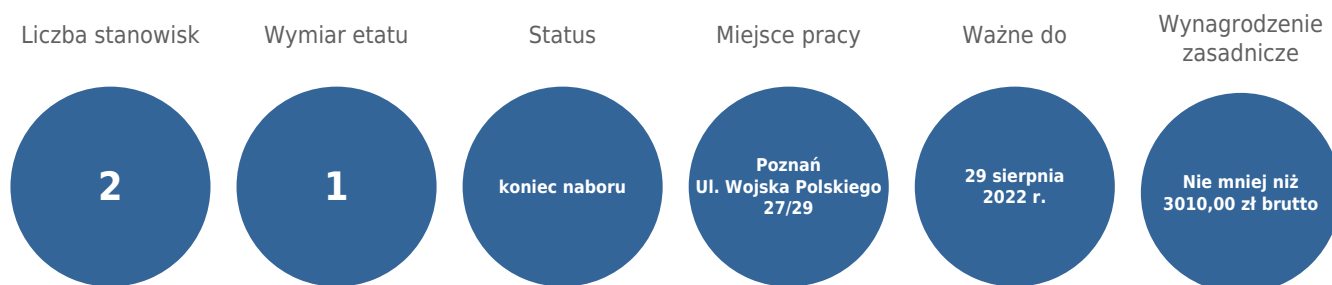 Liczba stanowisk
2
Wymiar etatu
1
Status
koniec naboru
Miejsce pracy
Poznań
Ul. Wojska Polskiego
27/29
Ważne do
29 sierpnia
2022 r.
Wynagrodzenie
zasadnicze
Nie mniej niż
3010,00 zł brutto